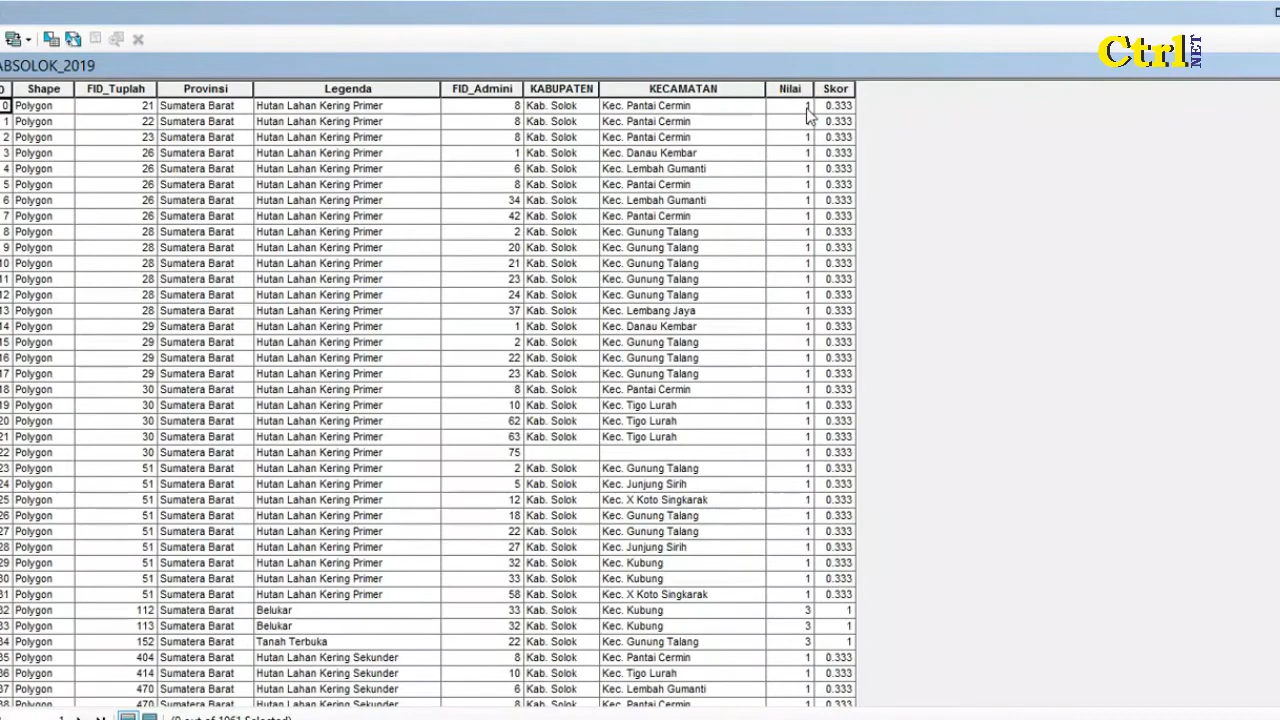 Ctrl NET
ABSOLOK_2019
Shape FID_Tuplah Provinsi Legenda FID_Admini KABUPATEN KECAMATAN Nilai Skor
0 Polygon 21 Sumatera Barat Hutan Lahan Kering Primer 8 Kab. Solok Kec. Pantai Cermin 1 0.333
1 Polygon 22 Sumatera Barat Hutan Lahan Kering Primer 8 Kab. Solok Kec. Pantai Cermin 0.333
2 Polygon 23 Sumatera Barat Hutan Lahan Kering Primer 8 Kab. Solok Kec. Pantai Cermin 1 0.333
3 Polygon 26 Sumatera Barat Hutan Lahan Kering Primer 1 Kab. Solok Kec. Danau Kembar 1 0.333
4 Polygon 26 Sumatera Barat Hutan Lahan Kering Primer 6 Kab. Solok Kec. Lembah Gumanti 1 0.333
5 Polygon 26 Sumatera Barat Hutan Lahan Kering Primer 8 Kab. Solok Kec. Pantai Cermin 1 0.333
6 Polygon 26 Sumatera Barat Hutan Lahan Kering Primer 34 Kab. Solok Kec. Lembah Gumanti 1 0.333
7 Polygon 26 Sumatera Barat Hutan Lahan Kering Primer 42 Kab. Solok Kec. Pantai Cermin 1 0.333
8 Polygon 28 Sumatera Barat Hutan Lahan Kering Primer 2 Kab. Solok Kec. Gunung Talang 1 0.333
9 Polygon 28 Sumatera Barat Hutan Lahan Kering Primer 20 Kab. Solok Kec. Gunung Talang 1 0.333
10 Polygon 28 Sumatera Barat Hutan Lahan Kering Primer 21 Kab. Solok Kec. Gunung Talang 1 0.333
11 Polygon 28 Sumatera Barat Hutan Lahan Kering Primer 23 Kab. Solok Kec. Gunung Talang 1 0.333
12 Polygon 28 Sumatera Barat Hutan Lahan Kering Primer 24 Kab. Solok Kec. Gunung Talang 1 0.333
13 Polygon 28 Sumatera Barat Hutan Lahan Kering Primer 37 Kab. Solok Kec. Lembang Jaya 1 0.333
14 Polygon 29 Sumatera Barat Hutan Lahan Kering Primer 1 Kab. Solok Kec. Danau Kembar 1 0.333
15 Polygon 29 Sumatera Barat Hutan Lahan Kering Primer 2 Kab. Solok Kec. Gunung Talang 1 0.333
16 Polygon 29 Sumatera Barat Hutan Lahan Kering Primer 22 Kab. Solok Kec. Gunung Talang 1 0.333
17 Polygon 29 Sumatera Barat Hutan Lahan Kering Primer 23 Kab. Solok Kec. Gunung Talang 1 0.333
18 Polygon 30 Sumatera Barat Hutan Lahan Kering Primer 8 Kab. Solok Kec. Pantai Cermin 1 0.333
19 Polygon 30 Sumatera Barat Hutan Lahan Kering Primer 10 Kab. Solok Kec. Tigo Lurah 1 0.333
20 Polygon 30 Sumatera Barat Hutan Lahan Kering Primer 62 Kab. Solok Kec. Tigo Lurah 1 0.333
21 Polygon 30 Sumatera Barat Hutan Lahan Kering Primer 63 Kab. Solok Kec. Tigo Lurah 1 0.333
22 Polygon 30 Sumatera Barat Hutan Lahan Kering Primer 75 1 0.333
23 Polygon 51 Sumatera Barat Hutan Lahan Kering Primer 2 Kab. Solok Kec. Gunung Talang 1 0.333
24 Polygon 51 Sumatera Barat Hutan Lahan Kering Primer 5 Kab. Solok Kec. Junjung Sirih 1 0.333
25 Polygon 51 Sumatera Barat Hutan Lahan Kering Primer 12 Kab. Solok Kec. X Koto Singkarak 1 0.333
26 Polygon 51 Sumatera Barat Hutan Lahan Kering Primer 18 Kab. Solok Kec. Gunung Talang 1 0.333
27 Polygon 51 Sumatera Barat Hutan Lahan Kering Primer 22 Kab. Solok Kec. Gunung Talang 1 0.333
28 Polygon 51 Sumatera Barat Hutan Lahan Kering Primer 27 Kab. Solok Kec. Junjung Sirih 1 0.333
29 Polygon 51 Sumatera Barat Hutan Lahan Kering Primer 32 Kab. Solok Kec. Kubung 1 0.333
30 Polygon 51 Sumatera Barat Hutan Lahan Kering Primer 33 Kab. Solok Kec. Kubung 1 0.333
31 Polygon 51 Sumatera Barat Hutan Lahan Kering Primer 58 Kab. Solok Kec. X Koto Singkarak 1 0.333
32 Polygon 112 Sumatera Barat Belukar 33 Kab. Solok Kec. Kubung 3 1
33 Polygon 113 Sumatera Barat Belukar 32 Kab. Solok Kec. Kubung 3 1
34 Polygon 152 Sumatera Barat Tanah Terbuka 22 Kab. Solok Kec. Gunung Talang 3 1
35 Polygon 404 Sumatera Barat Hutan Lahan Kering Sekunder 8 Kab. Solok Kec. Pantai Cermin 1 0.333
36 Polygon 414 Sumatera Barat Hutan Lahan Kering Sekunder 10 Kab. Solok Kec. Tigo Lurah 1 0.333
37 Polygon 470 Sumatera Barat Hutan Lahan Kering Sekunder 6 Kab. Solok Kec. Lembah Gumanti 1 0.333
38 Polygon 470 Sumatera Barat Hutan Lahan Kering Sekunder 8 Kab. Solok Kec. Pantai Cermin 1 0.333
(0 out of 1061 Selected)